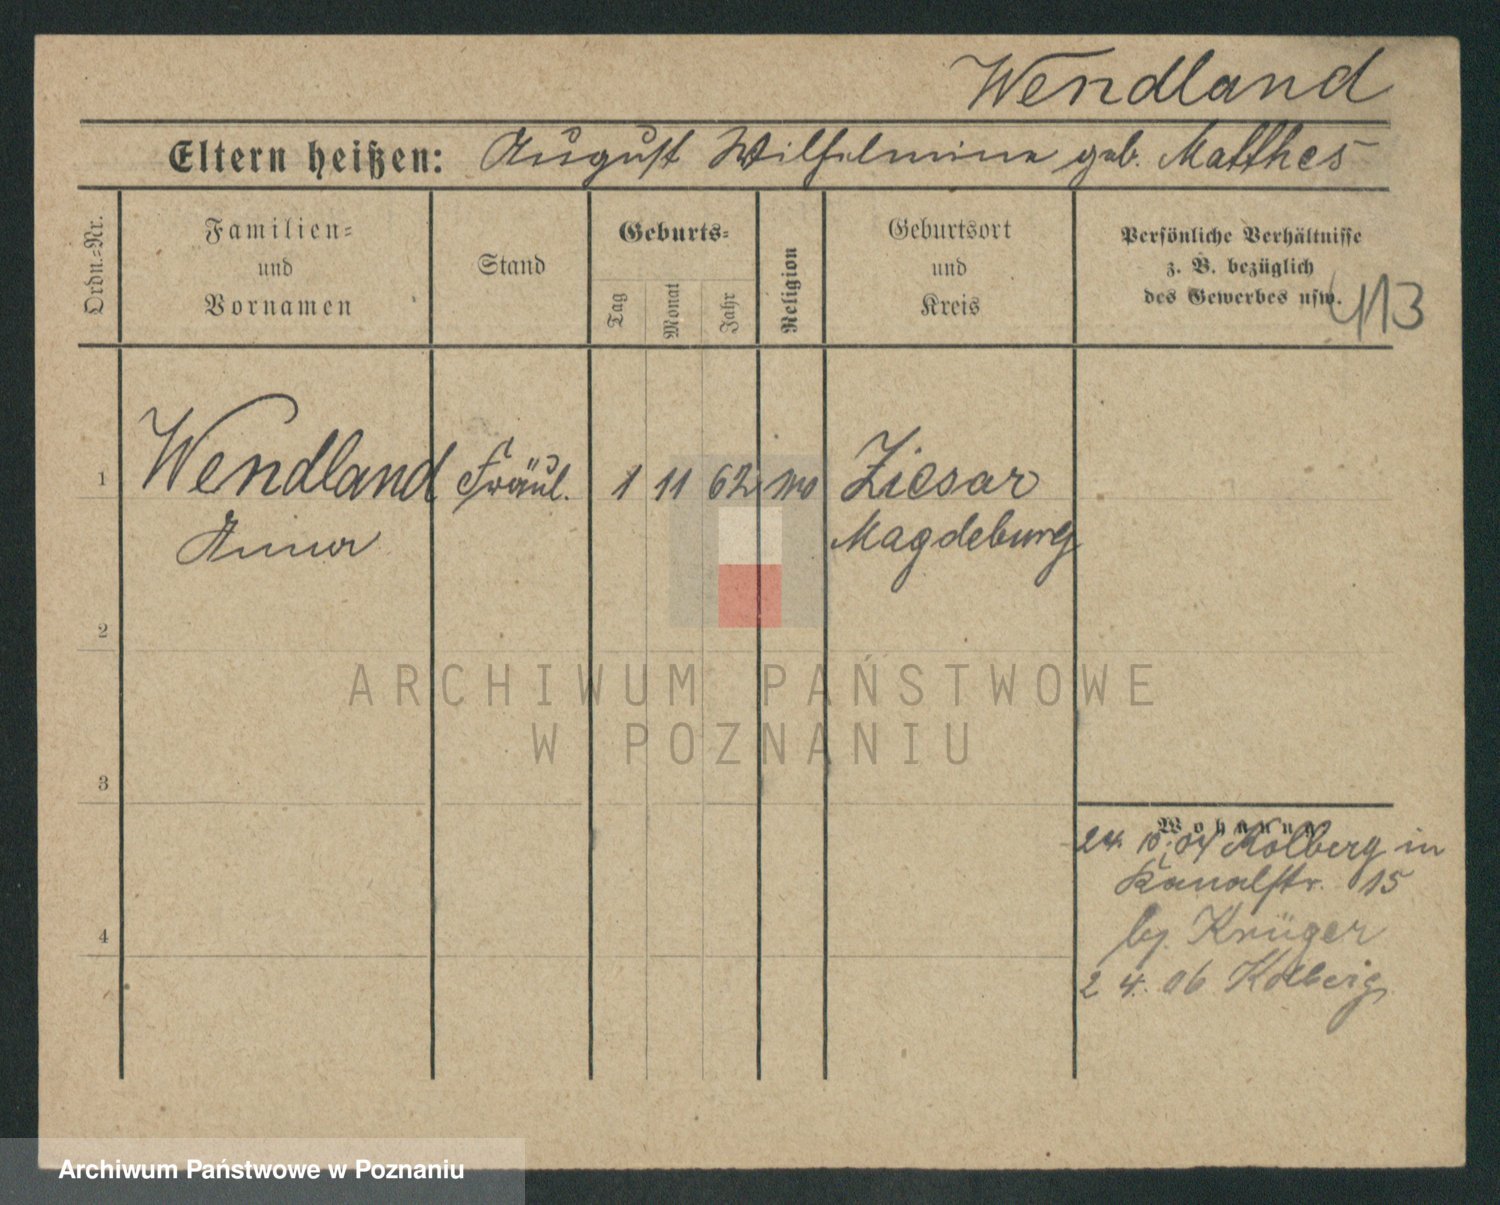 Wendland
Eltern heißen: August Wilhelmine geb. Matthes
Ordn.-Nr.
Familien-
und
Vornamen
Stand
Geburts-
Tag
Monat
Jahr
Religion
Geburtsort
und
Kreis
Persönliche Verhältnisse
z. B. bezüglich
des Gewerbes usw.
413
1
Wendland Fräul. 1 11 62 Ziesar
Anna Magdeburg
2
ARCHIWUM PAŃSTWOWE
W POZNANIU
3
Wohnung
24. 10. 04 Kolberg in
Kanalstr. 15
4
by. Krüger
2 4. 06 Kolberg
Archiwum Państwowe w Poznaniu